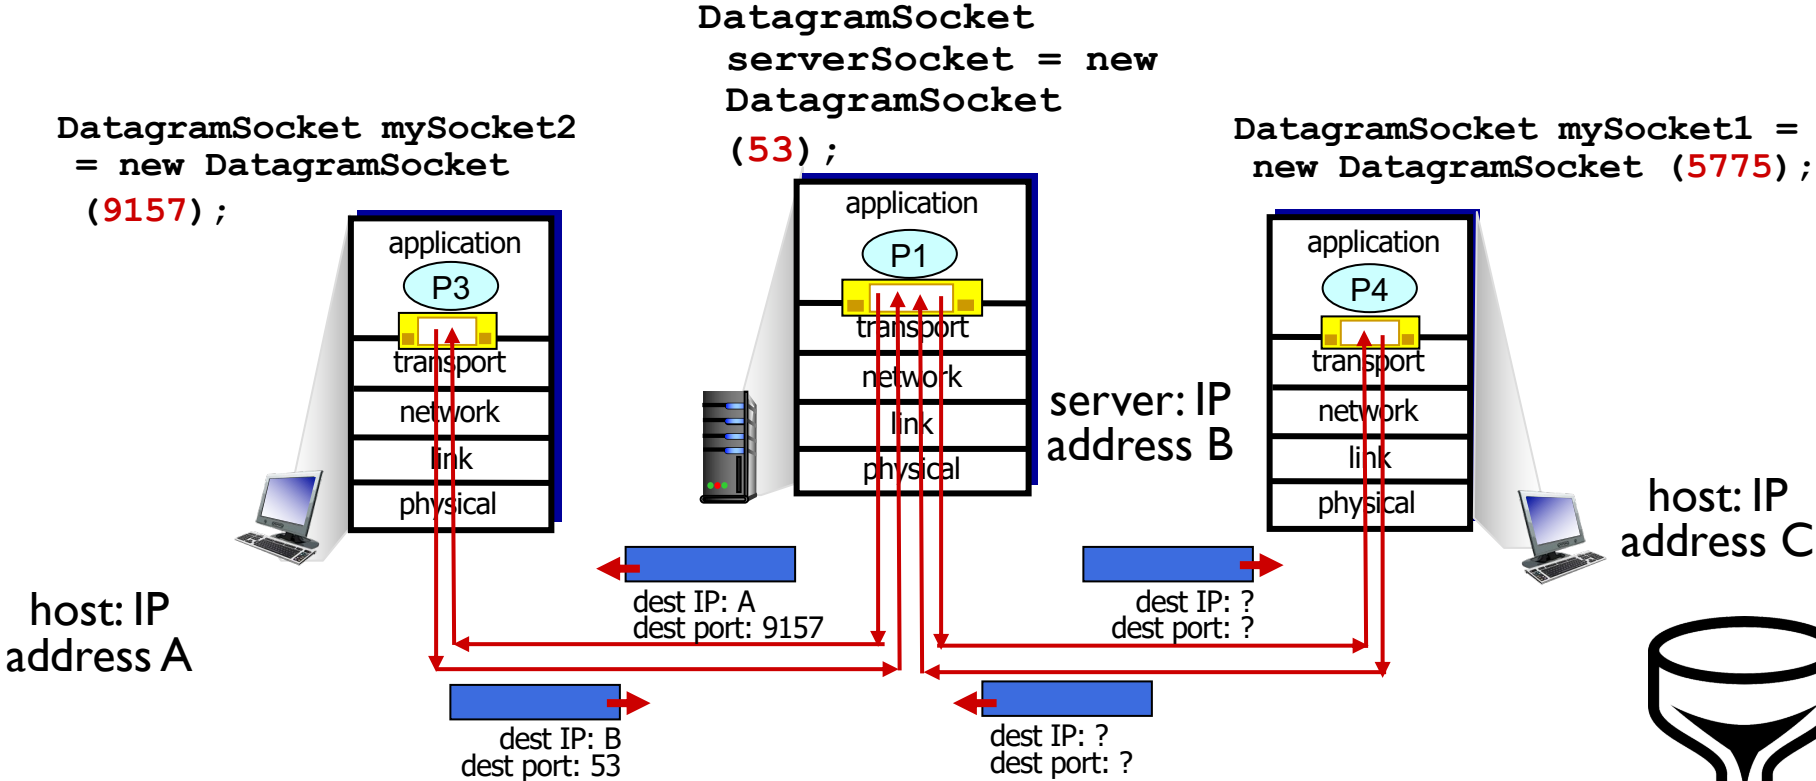 DatagramSocket
serverSocket = new
DatagramSocket
(53);
DatagramSocket mySocket2
= new DatagramSocket
(9157);
DatagramSocket mySocket1 =
new DatagramSocket (5775);
application
P3
transport
network
link
physical
application
P1
transport
network
link
physical
server: IP
address B
application
P4
transport
network
link
physical
host: IP
address C
host: IP
address A
dest IP: A
dest port: 9157
dest IP: ?
dest port: ?
dest IP: B
dest port: 53
dest IP: ?
dest port: ?